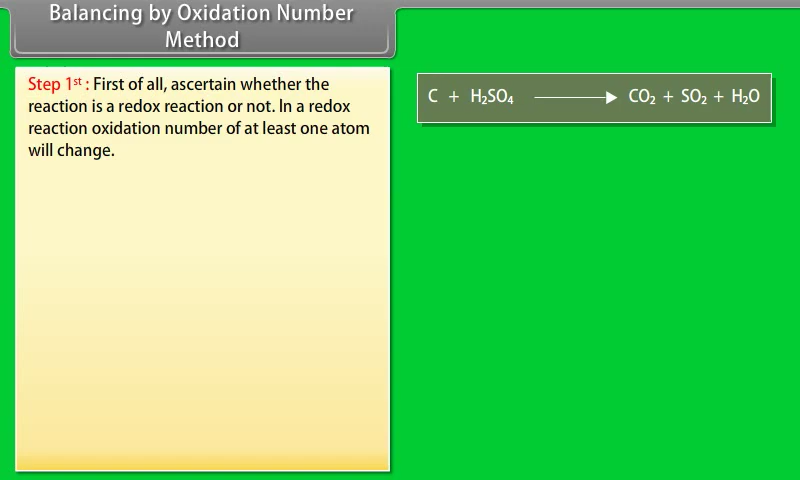 Balancing by Oxidation Number
Method
Step 1ˢᵗ : First of all, ascertain whether the
reaction is a redox reaction or not. In a redox
reaction oxidation number of at least one atom
will change.
C + H₂SO₄ ⟶ CO₂ + SO₂ + H₂O